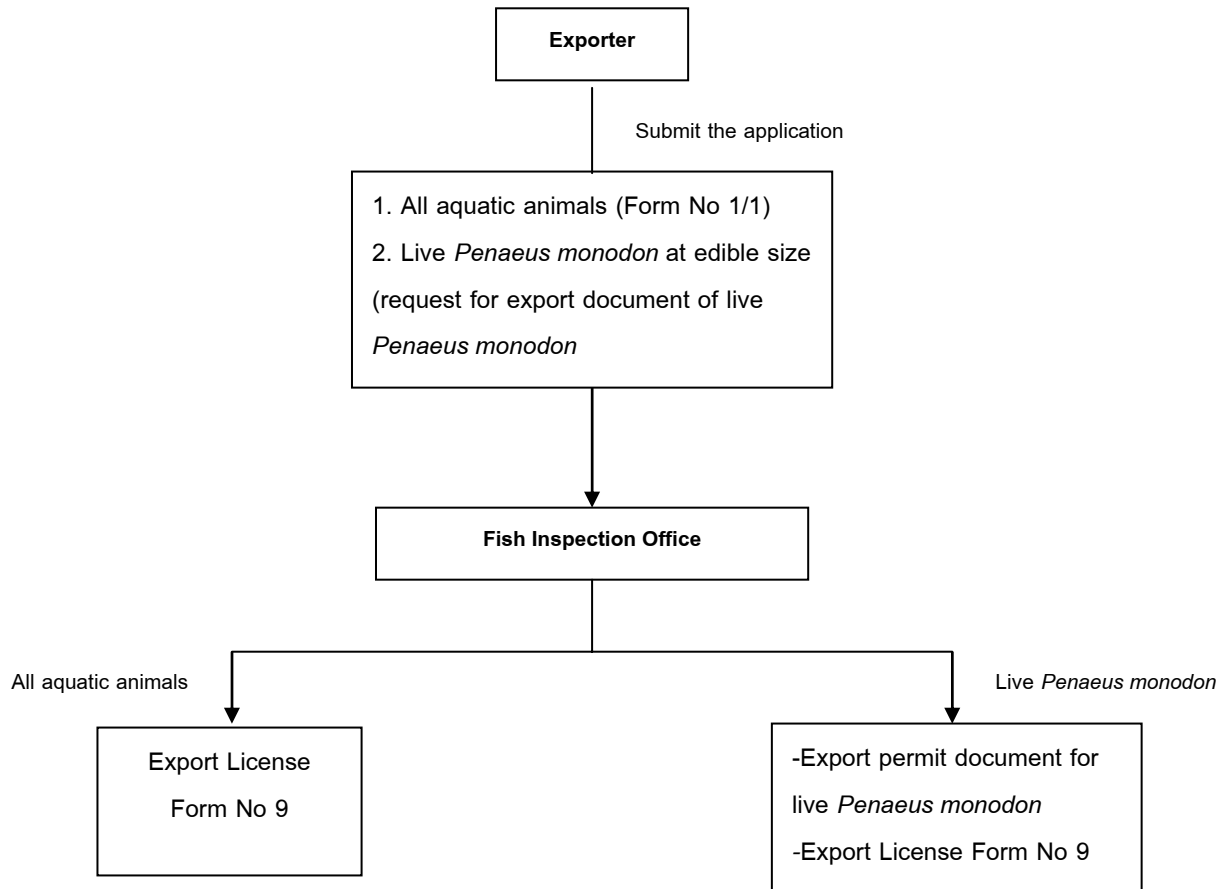 Exporter
Submit the application
1. All aquatic animals (Form No 1/1)
2. Live Penaeus monodon at edible size
(request for export document of live
Penaeus monodon
Fish Inspection Office
All aquatic animals
Live Penaeus monodon
Export License
Form No 9
-Export permit document for
live Penaeus monodon
-Export License Form No 9